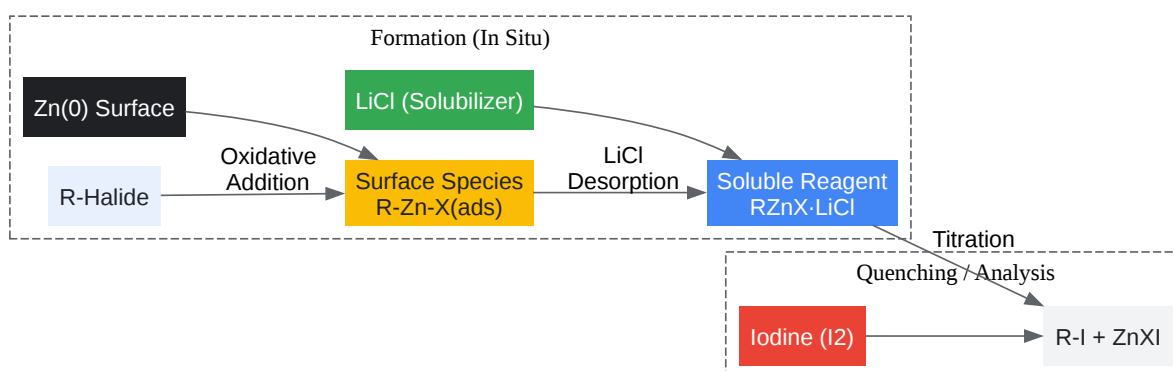 Formation (In Situ)
Zn(0) Surface
LiCl (Solubilizer)
R-Halide
Oxidative
Addition
Surface Species
R-Zn-X(ads)
LiCl
Desorption
Soluble Reagent
RZnX·LiCl
Titration
Quenching / Analysis
Iodine (I2)
R-I + ZnXI